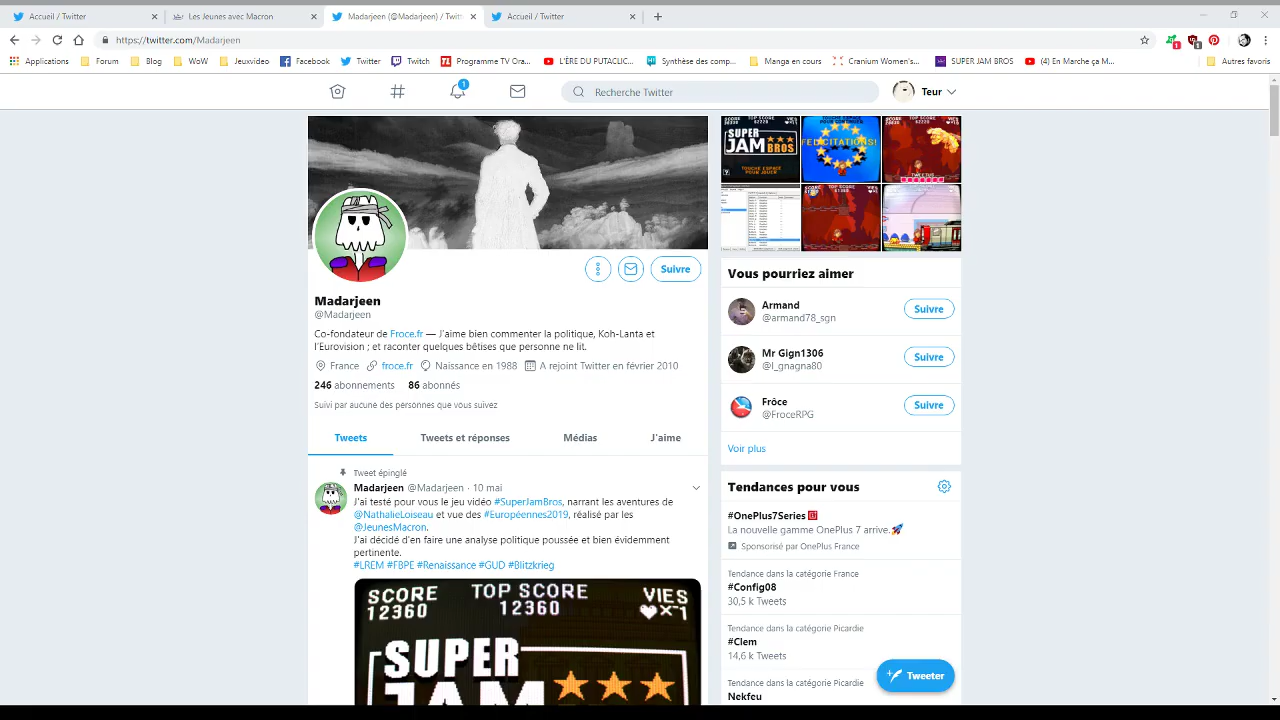 Accueil / Twitter
Les Jeunes avec Macron
Madarjeen (@Madarjeen) / Twitt
Accueil / Twitter
https://twitter.com/Madarjeen
Applications
Forum
Blog
WoW
Jeuxvideo
Facebook
Twitter
Twitch
Programme TV Ora...
L'ÈRE DU PUTACLIC...
Synthèse des comp...
Manga en cours
Cranium Women's...
SUPER JAM BROS
(4) En Marche ça M...
Autres favoris
1
Recherche Twitter
Teur
Madarjeen
@Madarjeen
Suivre
Co-fondateur de Froce.fr — J'aime bien commenter la politique, Koh-Lanta et
l'Eurovision ; et raconter quelques bêtises que personne ne lit.
France froce.fr Naissance en 1988 A rejoint Twitter en février 2010
246 abonnements 86 abonnés
Suivi par aucune des personnes que vous suivez
Tweets
Tweets et réponses
Médias
J'aime
Tweet épinglé
Madarjeen @Madarjeen · 10 mai
J'ai testé pour vous le jeu vidéo #SuperJamBros, narrant les aventures de
@NathalieLoiseau et vue des #Européennes2019, réalisé par les
@JeunesMacron.
J'ai décidé d'en faire une analyse politique poussée et bien évidemment
pertinente.
#LREM #FBPE #Renaissance #GUD #Blitzkrieg
SCORE
12360
TOP SCORE
12360
VIES
×1
SUPER
JAM
TOP SCORE
SUPER
JAM BROS
TOUCHE ESPACE
POUR JOUER
FELICITATIONS!
TOP SCORE
Vous pourriez aimer
Armand
@armand78_sgn
Suivre
Mr Gign1306
@l_gnagna80
Suivre
Frôce
@FroceRPG
Suivre
Voir plus
Tendances pour vous
#OnePlus7Series
La nouvelle gamme OnePlus 7 arrive.
Sponsorisé par OnePlus France
Tendance dans la catégorie France
#Config08
30,5 k Tweets
Tendance dans la catégorie Picardie
#Clem
14,6 k Tweets
Tendance dans la catégorie Picardie
Nekfeu
Tweeter